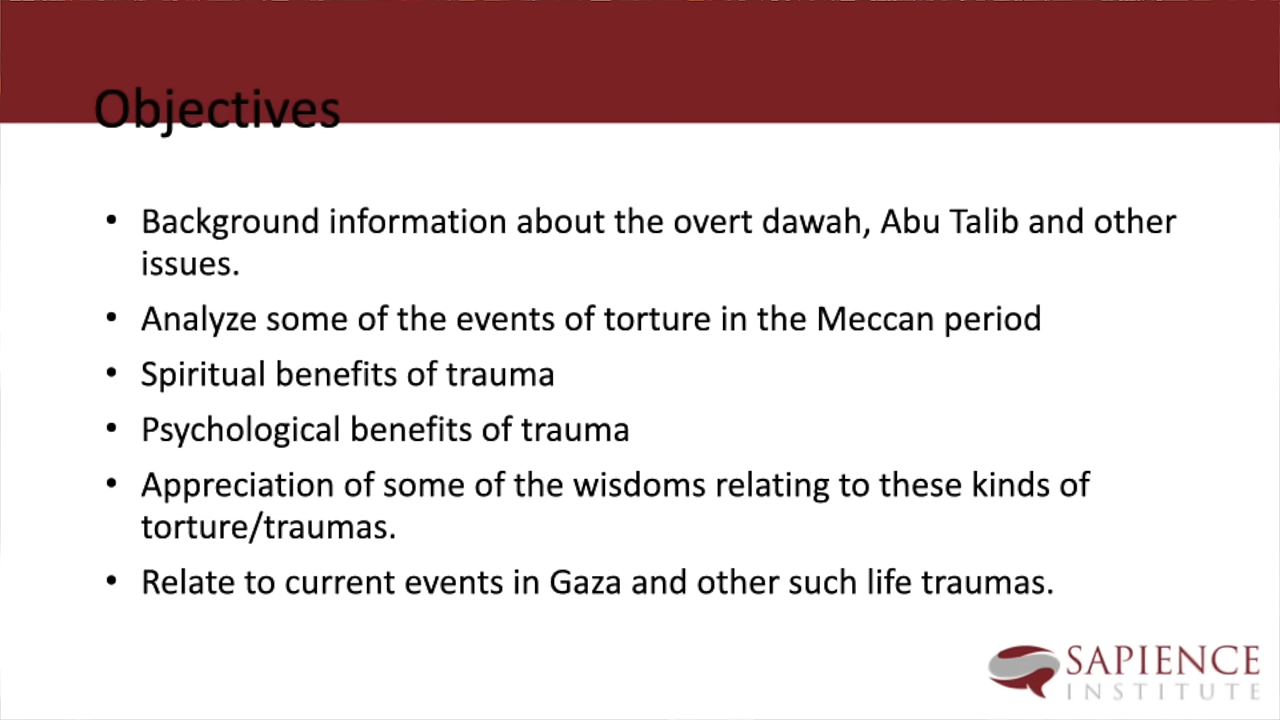 Objectives
• Background information about the overt dawah, Abu Talib and other
issues.
• Analyze some of the events of torture in the Meccan period
• Spiritual benefits of trauma
• Psychological benefits of trauma
• Appreciation of some of the wisdoms relating to these kinds of
torture/traumas.
• Relate to current events in Gaza and other such life traumas.
SAPIENCE
INSTITUTE